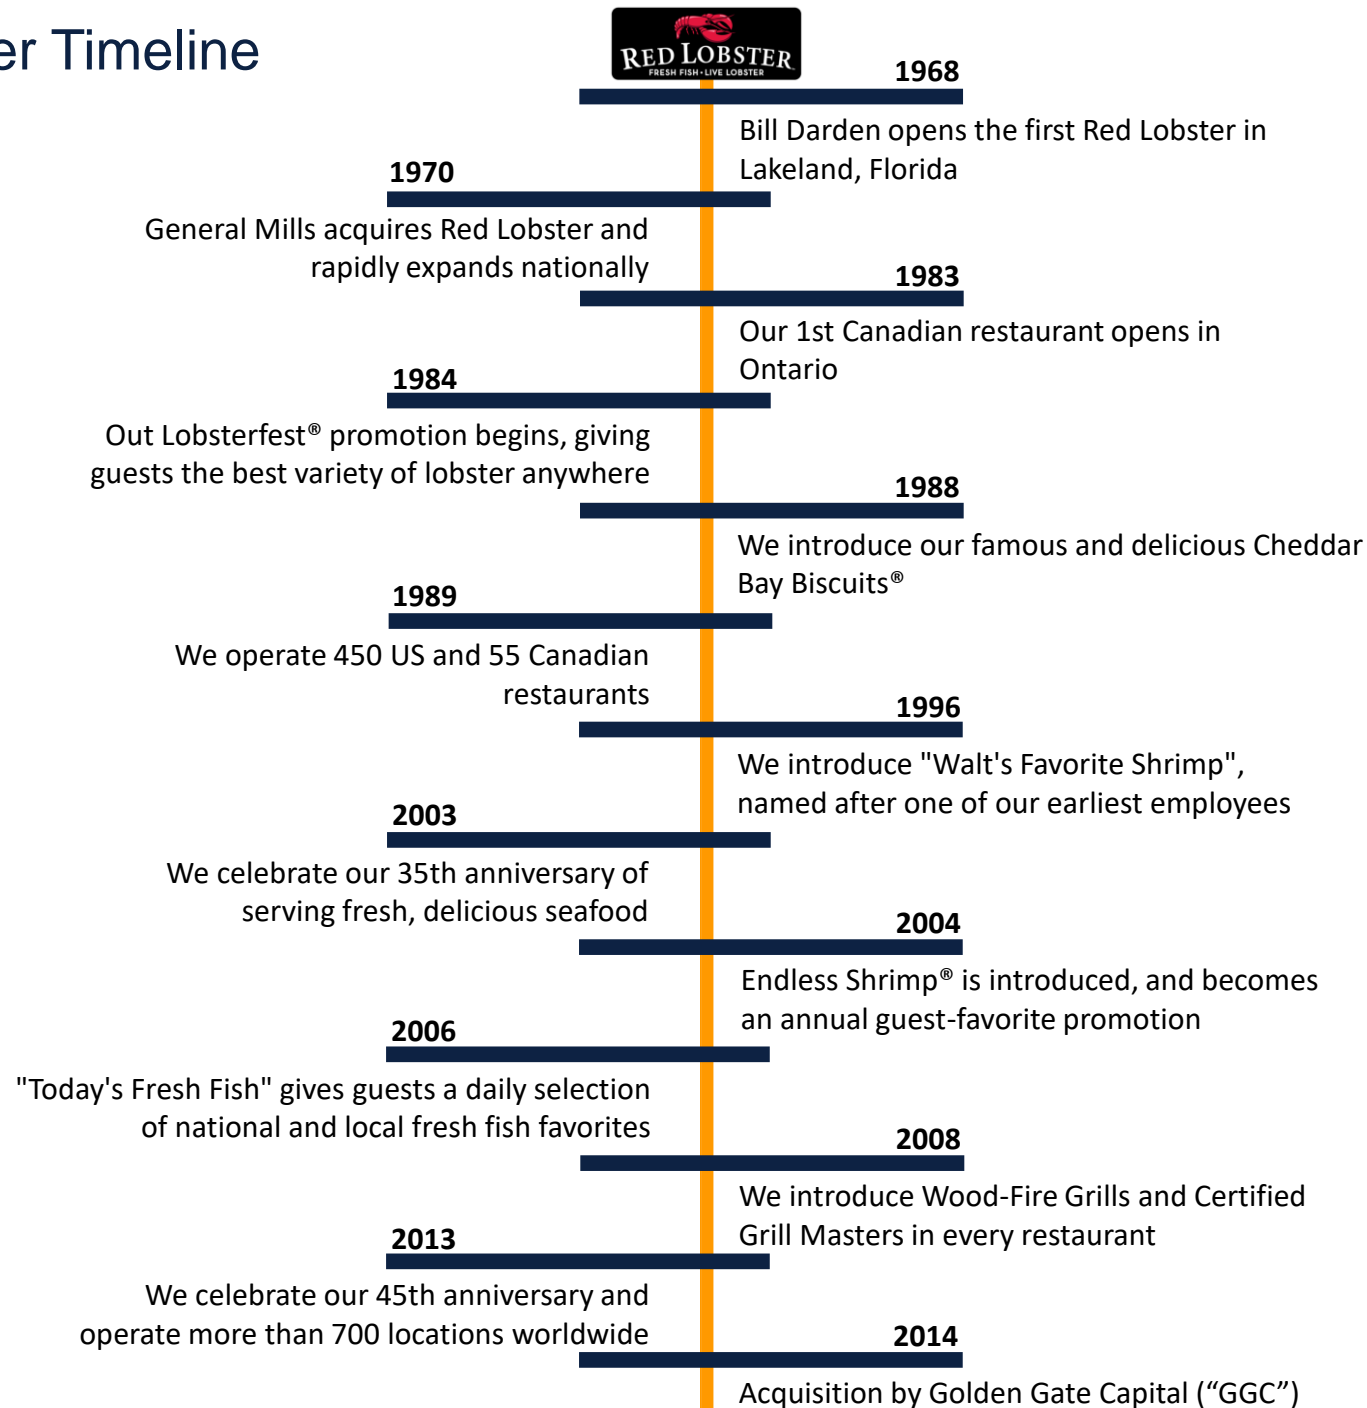 er Timeline
RED LOBSTER
FRESH FISH • LIVE LOBSTER
1968
Bill Darden opens the first Red Lobster in
Lakeland, Florida
1970
General Mills acquires Red Lobster and
rapidly expands nationally
1983
Our 1st Canadian restaurant opens in
Ontario
1984
Out Lobsterfest® promotion begins, giving
guests the best variety of lobster anywhere
1988
We introduce our famous and delicious Cheddar
Bay Biscuits®
1989
We operate 450 US and 55 Canadian
restaurants
1996
We introduce "Walt's Favorite Shrimp",
named after one of our earliest employees
2003
We celebrate our 35th anniversary of
serving fresh, delicious seafood
2004
Endless Shrimp® is introduced, and becomes
an annual guest-favorite promotion
2006
"Today's Fresh Fish" gives guests a daily selection
of national and local fresh fish favorites
2008
We introduce Wood-Fire Grills and Certified
Grill Masters in every restaurant
2013
We celebrate our 45th anniversary and
operate more than 700 locations worldwide
2014
Acquisition by Golden Gate Capital (“GGC”)